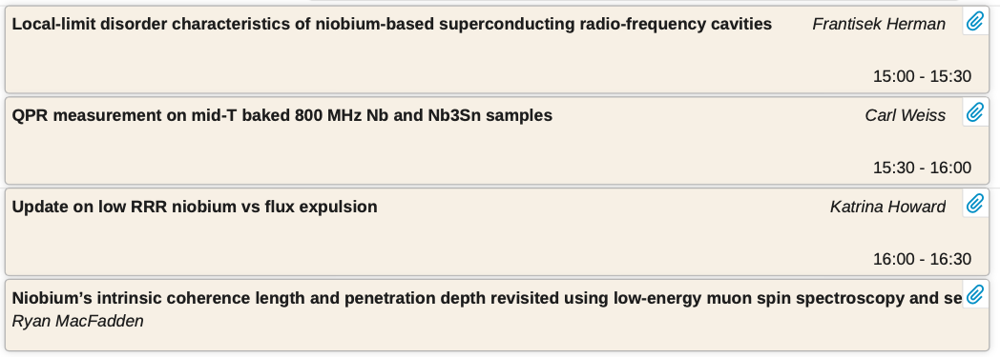 Local-limit disorder characteristics of niobium-based superconducting radio-frequency cavities Frantisek Herman
15:00 - 15:30
QPR measurement on mid-T baked 800 MHz Nb and Nb3Sn samples Carl Weiss
15:30 - 16:00
Update on low RRR niobium vs flux expulsion Katrina Howard
16:00 - 16:30
Niobium’s intrinsic coherence length and penetration depth revisited using low-energy muon spin spectroscopy and se
Ryan MacFadden